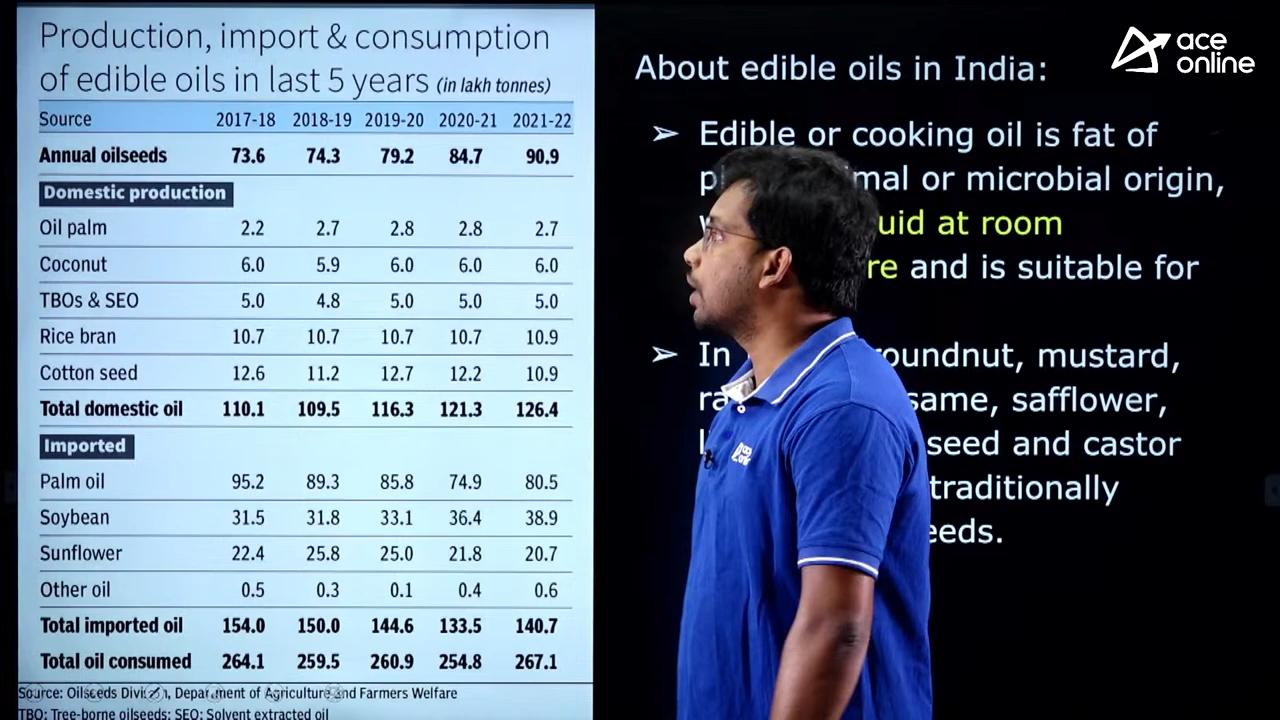 Production, import & consumption
of edible oils in last 5 years (in lakh tonnes)
Source 2017-18 2018-19 2019-20 2020-21 2021-22
Annual oilseeds 73.6 74.3 79.2 84.7 90.9
Domestic production
Oil palm 2.2 2.7 2.8 2.8 2.7
Coconut 6.0 5.9 6.0 6.0 6.0
TBOs & SEO 5.0 4.8 5.0 5.0 5.0
Rice bran 10.7 10.7 10.7 10.7 10.9
Cotton seed 12.6 11.2 12.7 12.2 10.9
Total domestic oil 110.1 109.5 116.3 121.3 126.4
Imported
Palm oil 95.2 89.3 85.8 74.9 80.5
Soybean 31.5 31.8 33.1 36.4 38.9
Sunflower 22.4 25.8 25.0 21.8 20.7
Other oil 0.5 0.3 0.1 0.4 0.6
Total imported oil 154.0 150.0 144.6 133.5 140.7
Total oil consumed 264.1 259.5 260.9 254.8 267.1
Source: Oilseeds Division, Department of Agriculture and Farmers Welfare
TBO: Tree-borne oilseeds; SEO: Solvent extracted oil
About edible oils in India:
➢ Edible or cooking oil is fat of
or microbial origin,
at room
and is suitable for
➢ In mustard,
safflower,
seed and castor
traditionally
ace
online